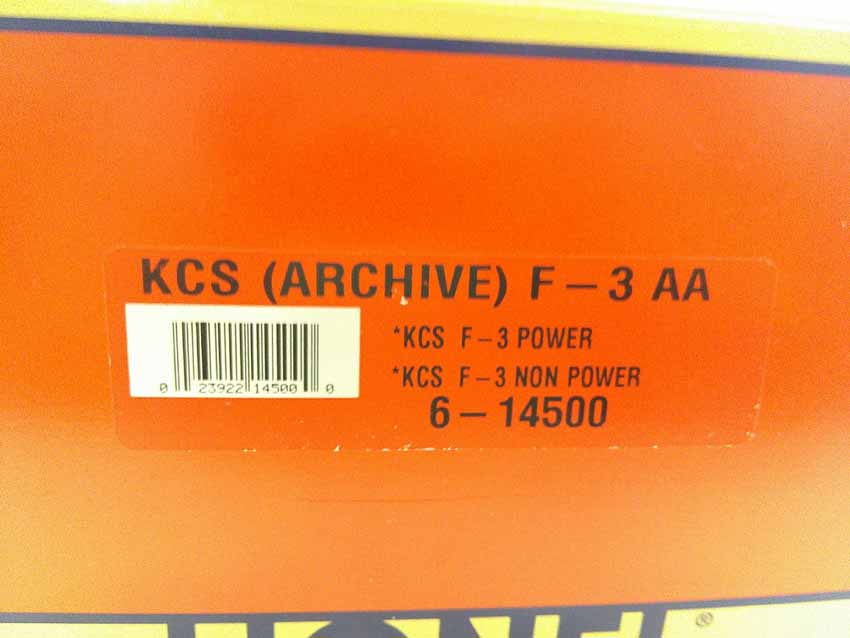 KCS (ARCHIVE) F-3 AA
*KCS F-3 POWER
*KCS F-3 NON POWER
6-14500
0 23922 14500 0
®